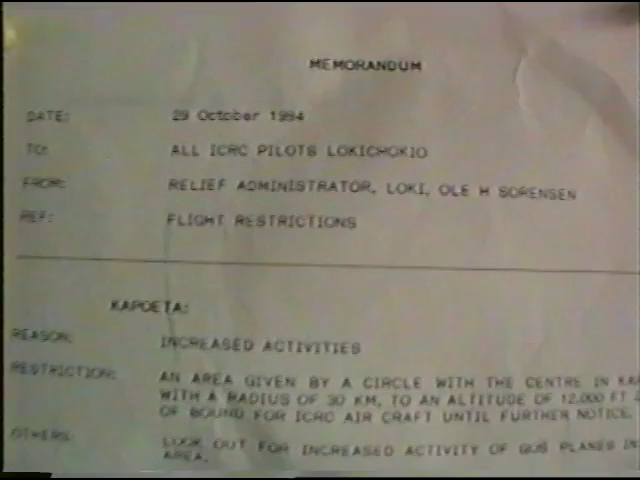 MEMORANDUM
DATE: 29 October 1994
TO: ALL ICRC PILOTS LOKICHOKIO
FROM: RELIEF ADMINISTRATOR, LOKI, OLE H SORENSEN
REF: FLIGHT RESTRICTIONS
KAPOETA:
REASON: INCREASED ACTIVITIES
RESTRICTION: AN AREA GIVEN BY A CIRCLE WITH THE CENTRE IN
WITH A RADIUS OF 30 KM, TO AN ALTITUDE OF 12.000 FT
OF BOUND FOR ICRC AIR CRAFT UNTIL FURTHER NOTICE.
OTHERS: LOOK OUT FOR INCREASED ACTIVITY OF GOS PLANES IN
AREA.